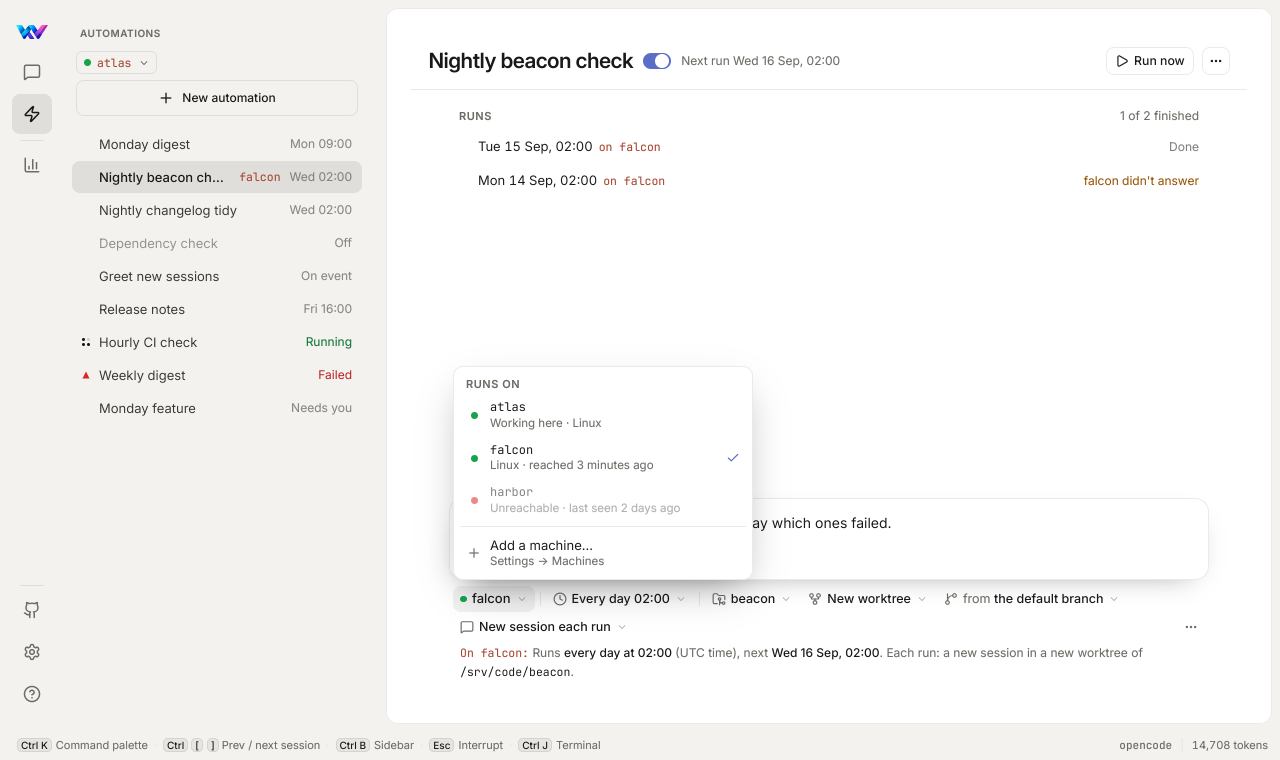 AUTOMATIONS
atlas
New automation
Monday digest Mon 09:00
Nightly beacon ch... falcon Wed 02:00
Nightly changelog tidy Wed 02:00
Dependency check Off
Greet new sessions On event
Release notes Fri 16:00
Hourly CI check Running
Weekly digest Failed
Monday feature Needs you
Nightly beacon check Next run Wed 16 Sep, 02:00 Run now
RUNS 1 of 2 finished
Tue 15 Sep, 02:00 on falcon Done
Mon 14 Sep, 02:00 on falcon falcon didn't answer
RUNS ON
atlas
Working here · Linux
falcon
Linux · reached 3 minutes ago
harbor
Unreachable · last seen 2 days ago
Add a machine...
Settings → Machines
ay which ones failed.
falcon Every day 02:00 beacon New worktree from the default branch
New session each run
On falcon: Runs every day at 02:00 (UTC time), next Wed 16 Sep, 02:00. Each run: a new session in a new worktree of
/srv/code/beacon.
Ctrl K Command palette Ctrl [ ] Prev / next session Ctrl B Sidebar Esc Interrupt Ctrl J Terminal opencode 14,708 tokens